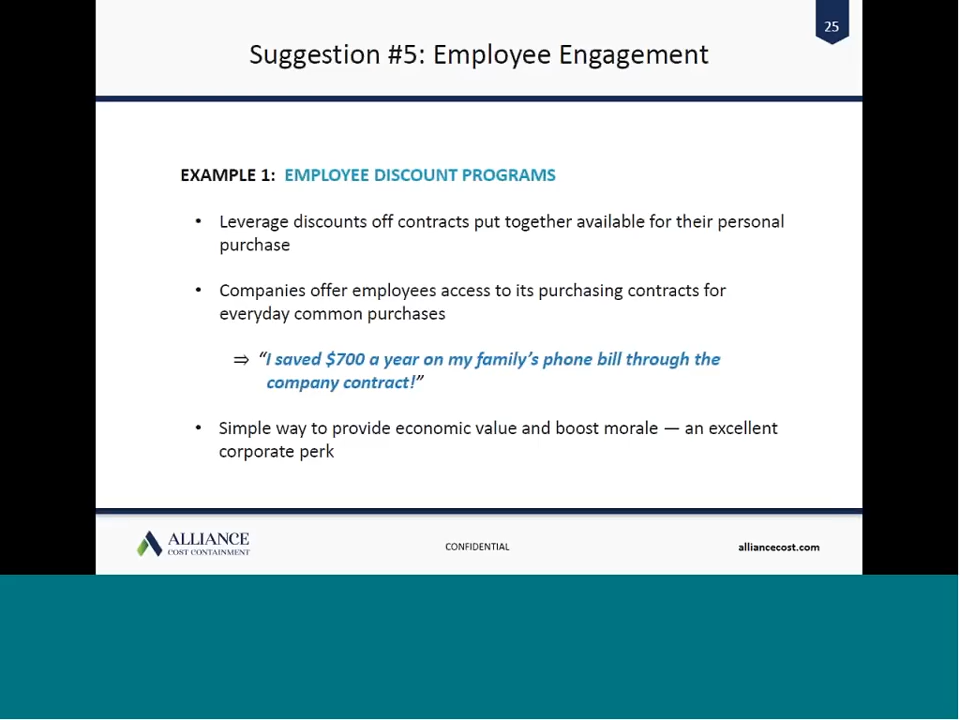 25
Suggestion #5: Employee Engagement
EXAMPLE 1: EMPLOYEE DISCOUNT PROGRAMS
• Leverage discounts off contracts put together available for their personal
purchase
• Companies offer employees access to its purchasing contracts for
everyday common purchases
⇒ “I saved $700 a year on my family’s phone bill through the
company contract!”
• Simple way to provide economic value and boost morale — an excellent
corporate perk
ALLIANCE
COST CONTAINMENT
CONFIDENTIAL
alliancecost.com